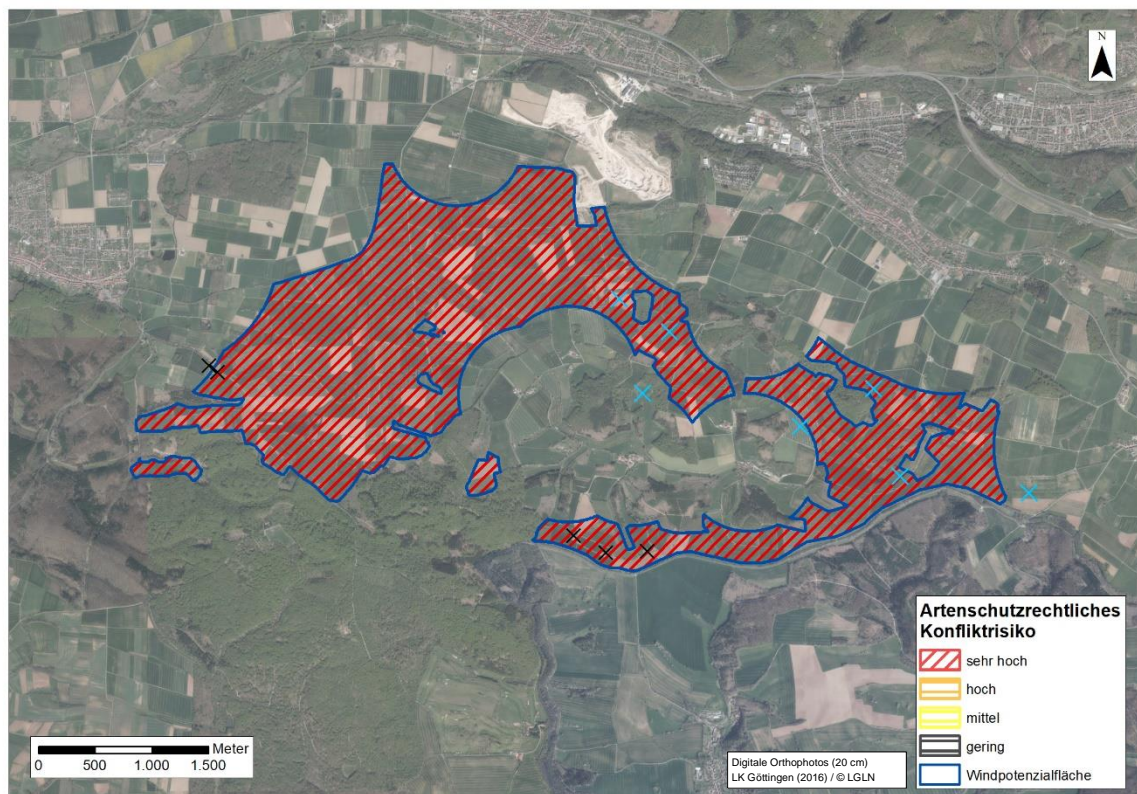 N
Artenschutzrechtliches
Konfliktrisiko
sehr hoch
hoch
mittel
gering
Windpotenzialfläche
Meter
0 500 1.000 1.500
Digitale Orthophotos (20 cm)
LK Göttingen (2016) / © LGLN